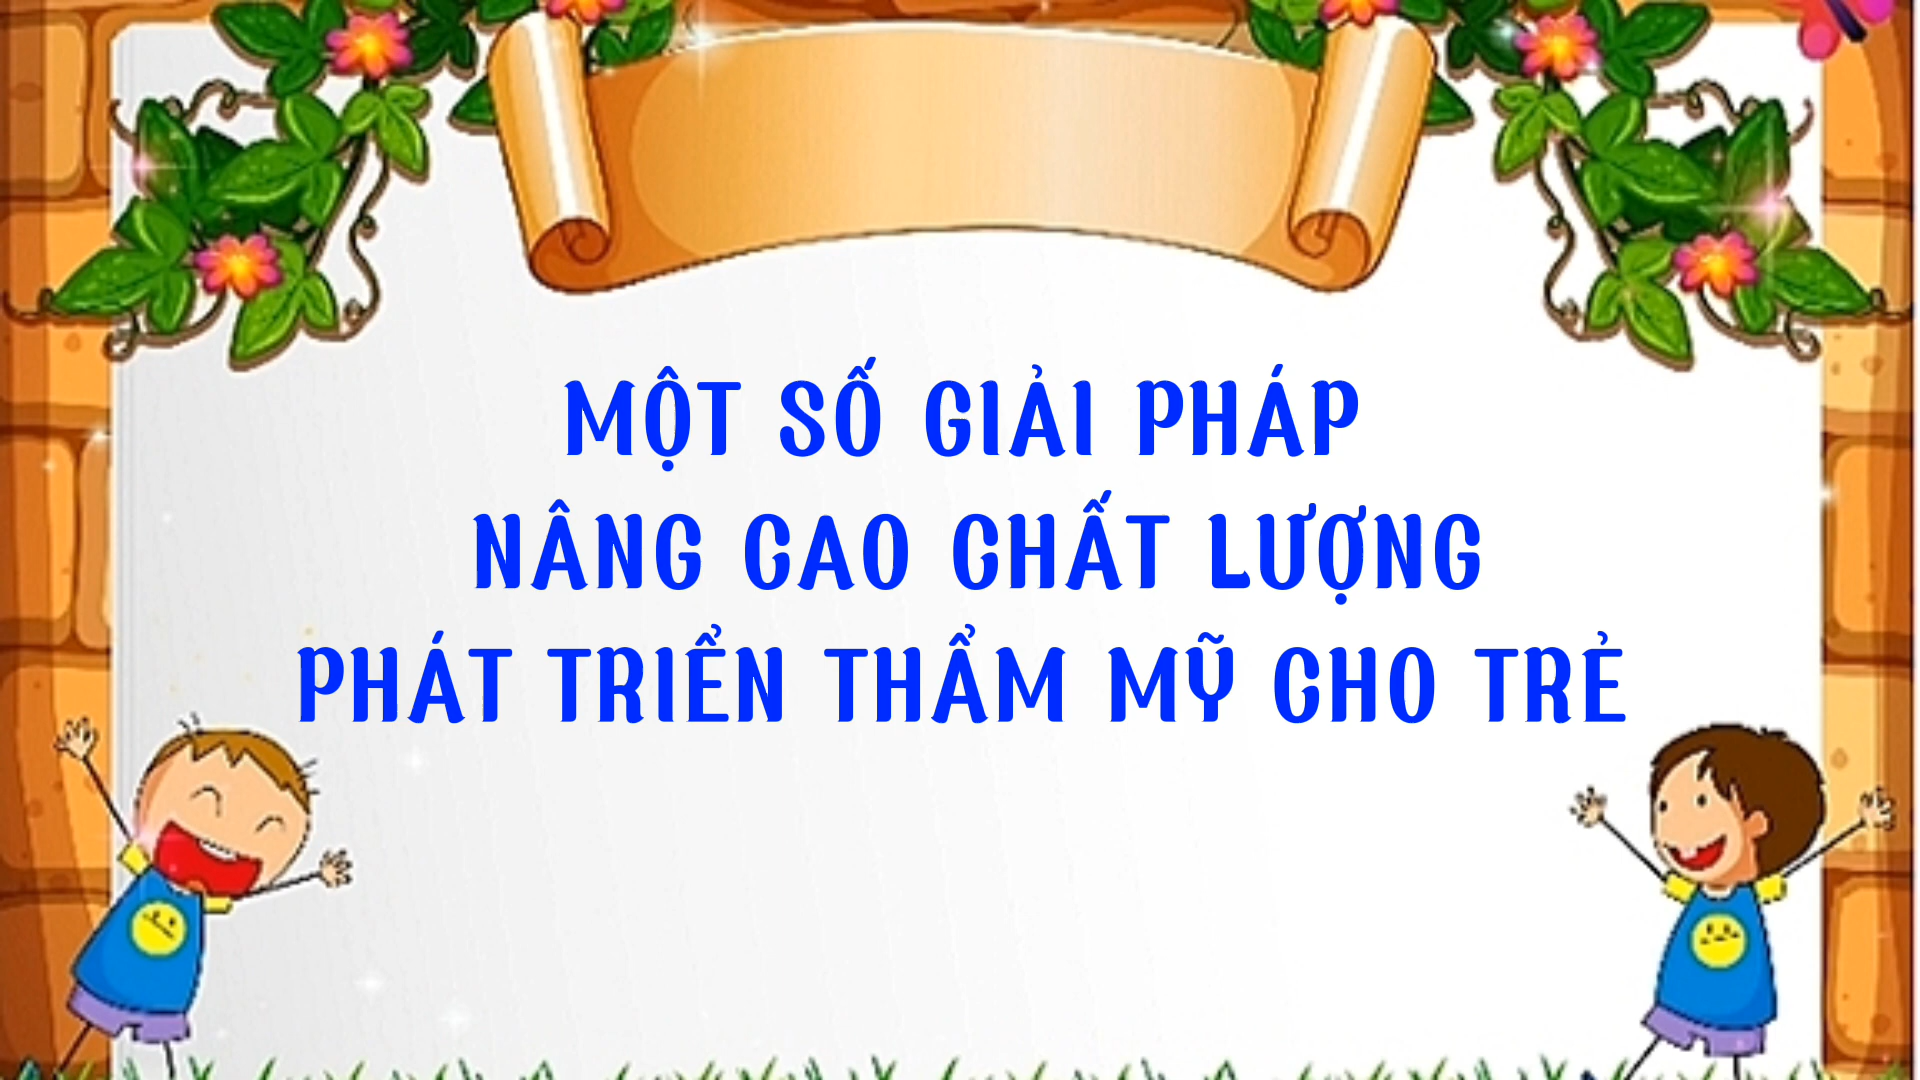 MỘT SỐ GIẢI PHÁP
NÂNG CAO CHẤT LƯỢNG
PHÁT TRIỂN THẨM MỸ CHO TRẺ